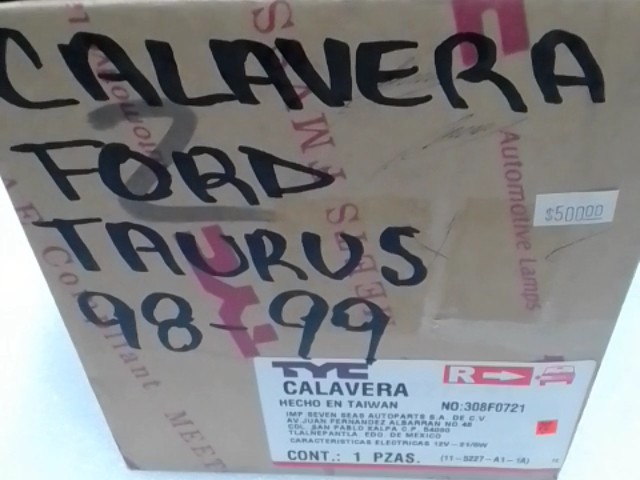 CALAVERA
2
FORD
TAURUS
98-99
$500.00
Automotive Lamps
TYC
CALAVERA
HECHO EN TAIWAN
R
NO:308F0721
IMP SEVEN SEAS AUTOPARTS S.A. DE C.V
AV.JUAN FERNANDEZ ALBARRAN NO.46
COL. SAN PABLO XALPA C.P. 54090
TLALNEPANTLA. EDO. DE MEXICO
CARACTERISTICAS ELECTRICAS 12V-21/5W
CONT.: 1 PZAS.
(11-5227-A1-1A)